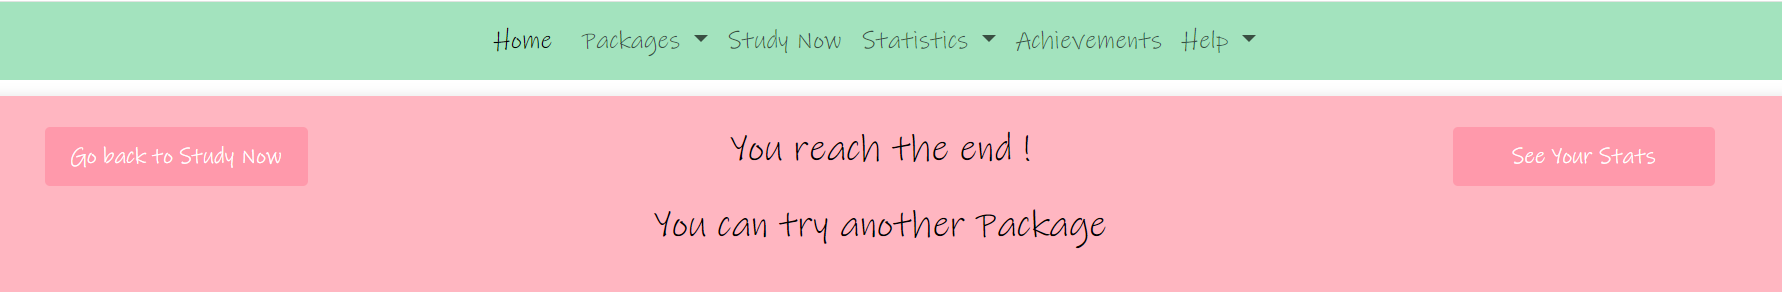 Home Packages Study Now Statistics Achievements Help
Go back to Study Now
You reach the end !
See Your Stats
You can try another Package